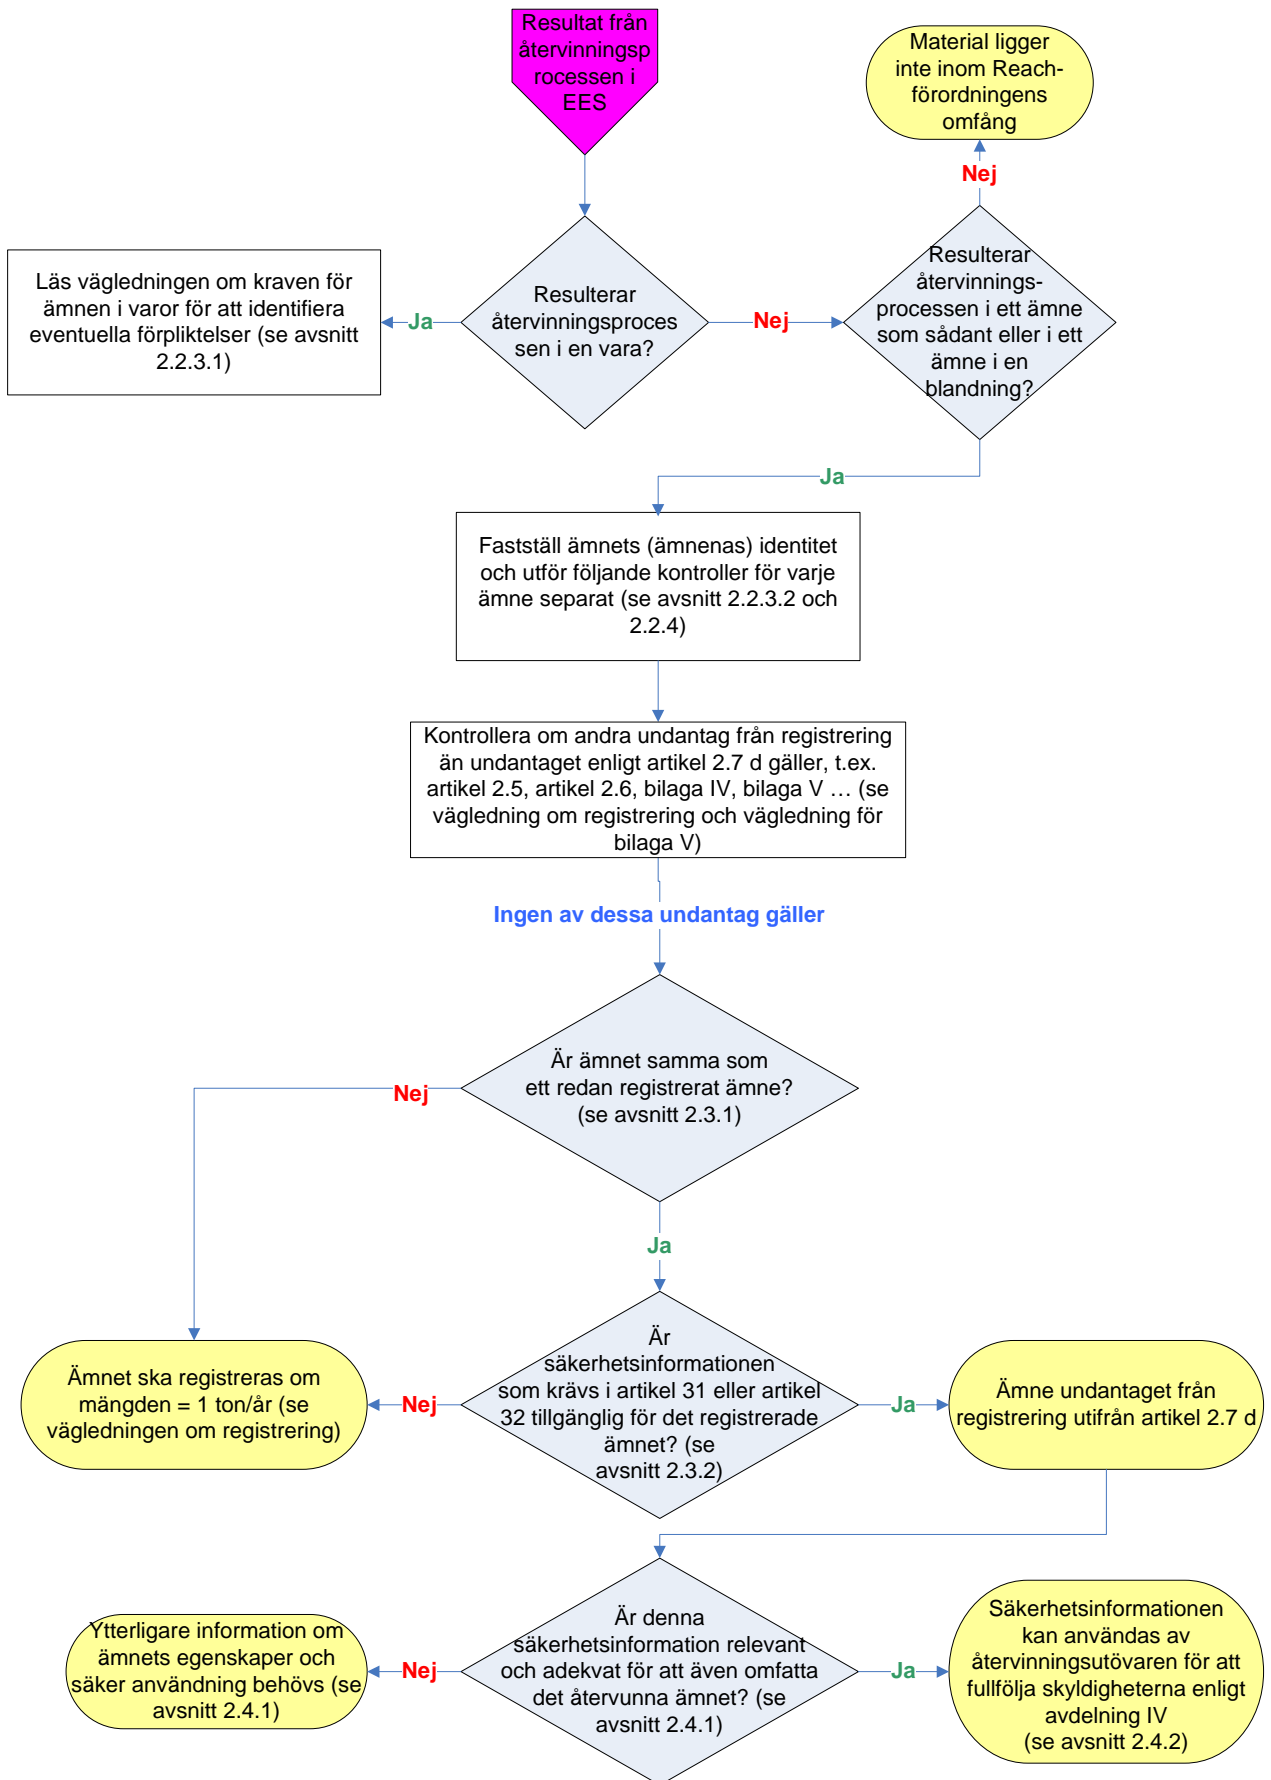 Resultat från
återvinningsp
rocessen i
EES
Material ligger
inte inom Reach-
förordningens
omfång
Nej
Läs vägledningen om kraven för
ämnen i varor för att identifiera
eventuella förpliktelser (se avsnitt
2.2.3.1)
Ja
Resulterar
återvinningsproces
sen i en vara?
Nej
Resulterar
återvinnings-
processen i ett ämne
som sådant eller i ett
ämne i en
blandning?
Ja
Fastställ ämnets (ämnenas) identitet
och utför följande kontroller för varje
ämne separat (se avsnitt 2.2.3.2 och
2.2.4)
Kontrollera om andra undantag från registrering
än undantaget enligt artikel 2.7 d gäller, t.ex.
artikel 2.5, artikel 2.6, bilaga IV, bilaga V … (se
vägledning om registrering och vägledning för
bilaga V)
Ingen av dessa undantag gäller
Är ämnet samma som
ett redan registrerat ämne?
(se avsnitt 2.3.1)
Nej
Ja
Ämnet ska registreras om
mängden = 1 ton/år (se
vägledningen om registrering)
Nej
Är
säkerhetsinformationen
som krävs i artikel 31 eller artikel
32 tillgänglig för det registrerade
ämnet? (se
avsnitt 2.3.2)
Ja
Ämne undantaget från
registrering utifrån artikel 2.7 d
Ytterligare information om
ämnets egenskaper och
säker användning behövs (se
avsnitt 2.4.1)
Nej
Är denna
säkerhetsinformation relevant
och adekvat för att även omfatta
det återvunna ämnet? (se
avsnitt 2.4.1)
Ja
Säkerhetsinformationen
kan användas av
återvinningsutövaren för att
fullfölja skyldigheterna enligt
avdelning IV
(se avsnitt 2.4.2)